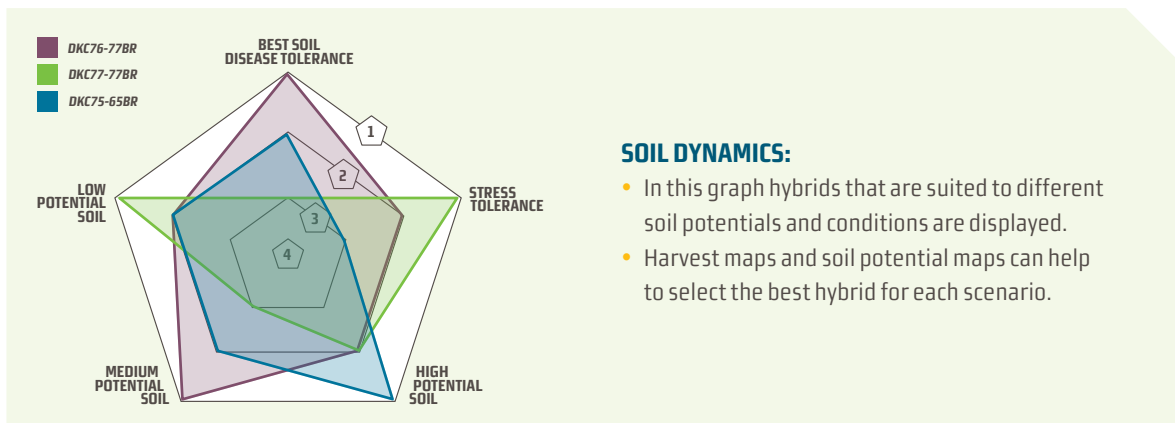 DKC76-77BR
DKC77-77BR
DKC75-65BR
BEST SOIL
DISEASE TOLERANCE
1
2
3
4
LOW
POTENTIAL
SOIL
STRESS
TOLERANCE
MEDIUM
POTENTIAL
SOIL
HIGH
POTENTIAL
SOIL
SOIL DYNAMICS:
• In this graph hybrids that are suited to different
soil potentials and conditions are displayed.
• Harvest maps and soil potential maps can help
to select the best hybrid for each scenario.